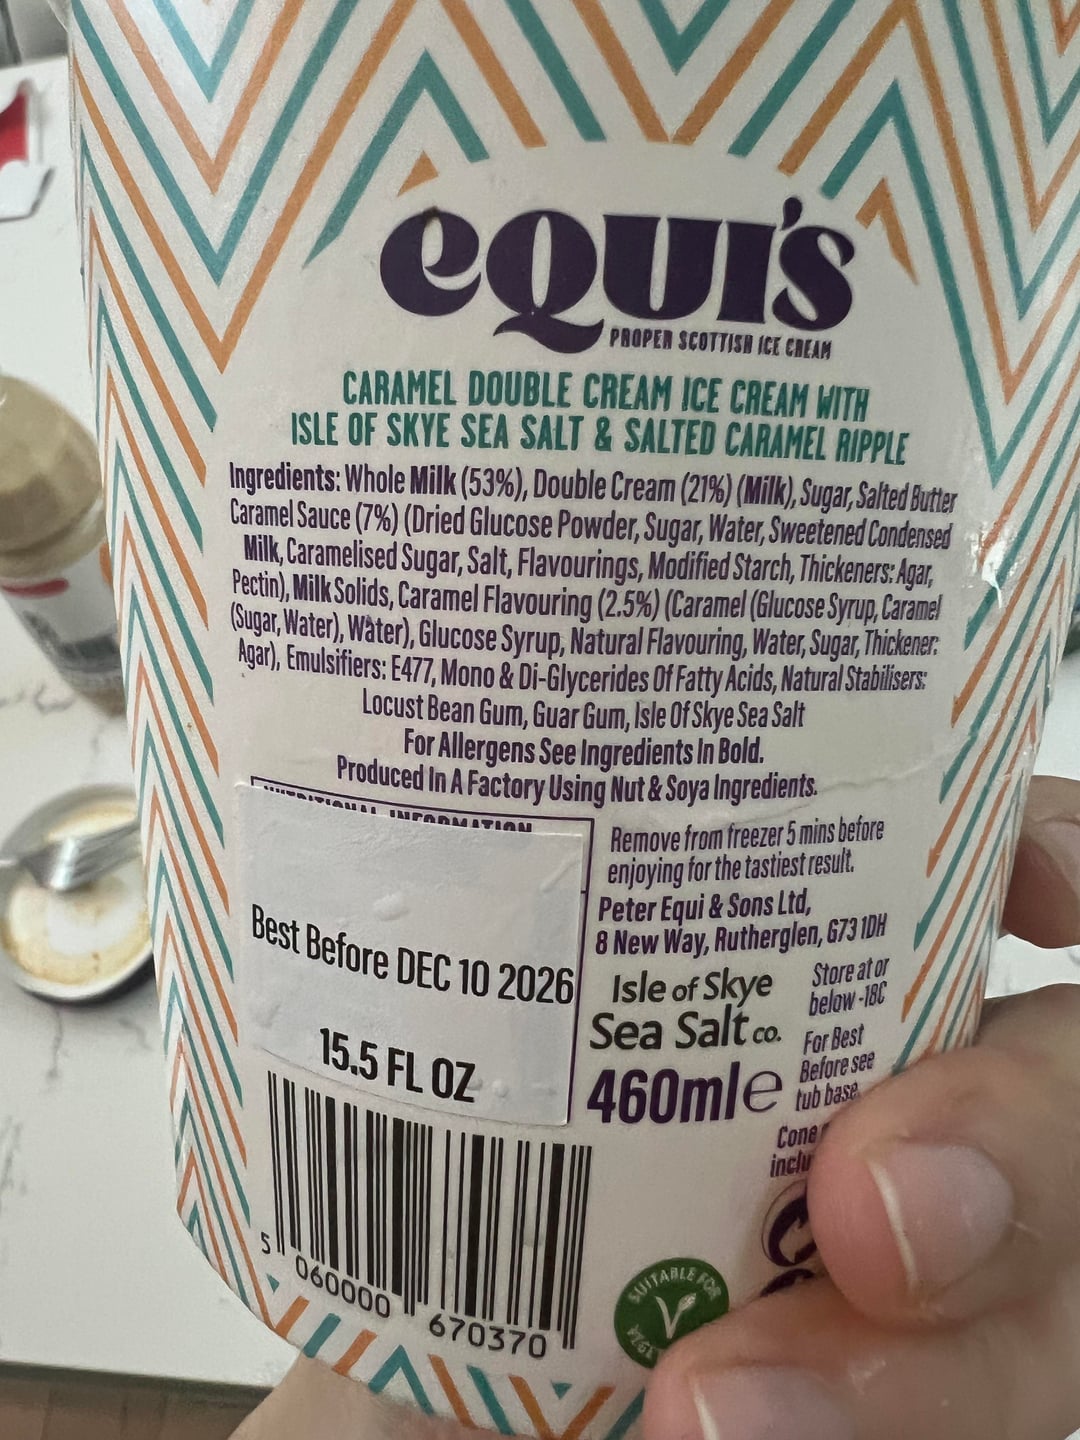 eQUI'S
PROPER SCOTTISH ICE CREAM
CARAMEL DOUBLE CREAM ICE CREAM WITH
ISLE OF SKYE SEA SALT & SALTED CARAMEL RIPPLE
Ingredients: Whole Milk (53%), Double Cream (21%) (Milk), Sugar, Salted Butter
Caramel Sauce (7%) (Dried Glucose Powder, Sugar, Water, Sweetened Condensed
Milk, Caramelised Sugar, Salt, Flavourings, Modified Starch, Thickeners: Agar,
Pectin), Milk Solids, Caramel Flavouring (2.5%) (Caramel (Glucose Syrup, Caramel
(Sugar, Water), Water), Glucose Syrup, Natural Flavouring, Water, Sugar, Thickener:
Agar), Emulsifiers: E477, Mono & Di-Glycerides Of Fatty Acids, Natural Stabilisers:
Locust Bean Gum, Guar Gum, Isle Of Skye Sea Salt
For Allergens See Ingredients In Bold.
Produced In A Factory Using Nut & Soya Ingredients.
NUTRITIONAL INFORMATION
Best Before DEC 10 2026
15.5 FL OZ
Remove from freezer 5 mins before
enjoying for the tastiest result.
Peter Equi & Sons Ltd,
8 New Way, Rutherglen, G73 1DH
Isle of Skye
Sea Salt co.
460ml e
Store at or
below -18C
For Best
Before see
tub base
Cone
5 060000 670370
SUITABLE FOR
V